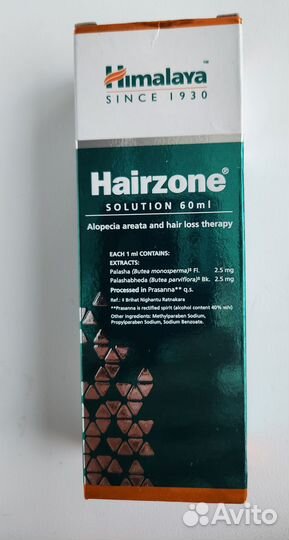 Himalaya™
SINCE 1930
Hairzone®
SOLUTION 60ml
Alopecia areata and hair loss therapy
EACH 1 ml CONTAINS:
EXTRACTS:
Palasha (Butea monosperma)‡ Fl. 2.5 mg
Palashabheda (Butea parviflora)‡ Bk. 2.5 mg
Processed in Prasanna** q.s.
Ref.: ‡ Brihat Nighantu Ratnakara
**Prasanna is rectified spirit (alcohol content 40% v/v)
Other ingredients: Methylparaben Sodium,
Propylparaben Sodium, Sodium Benzoate.
Avito